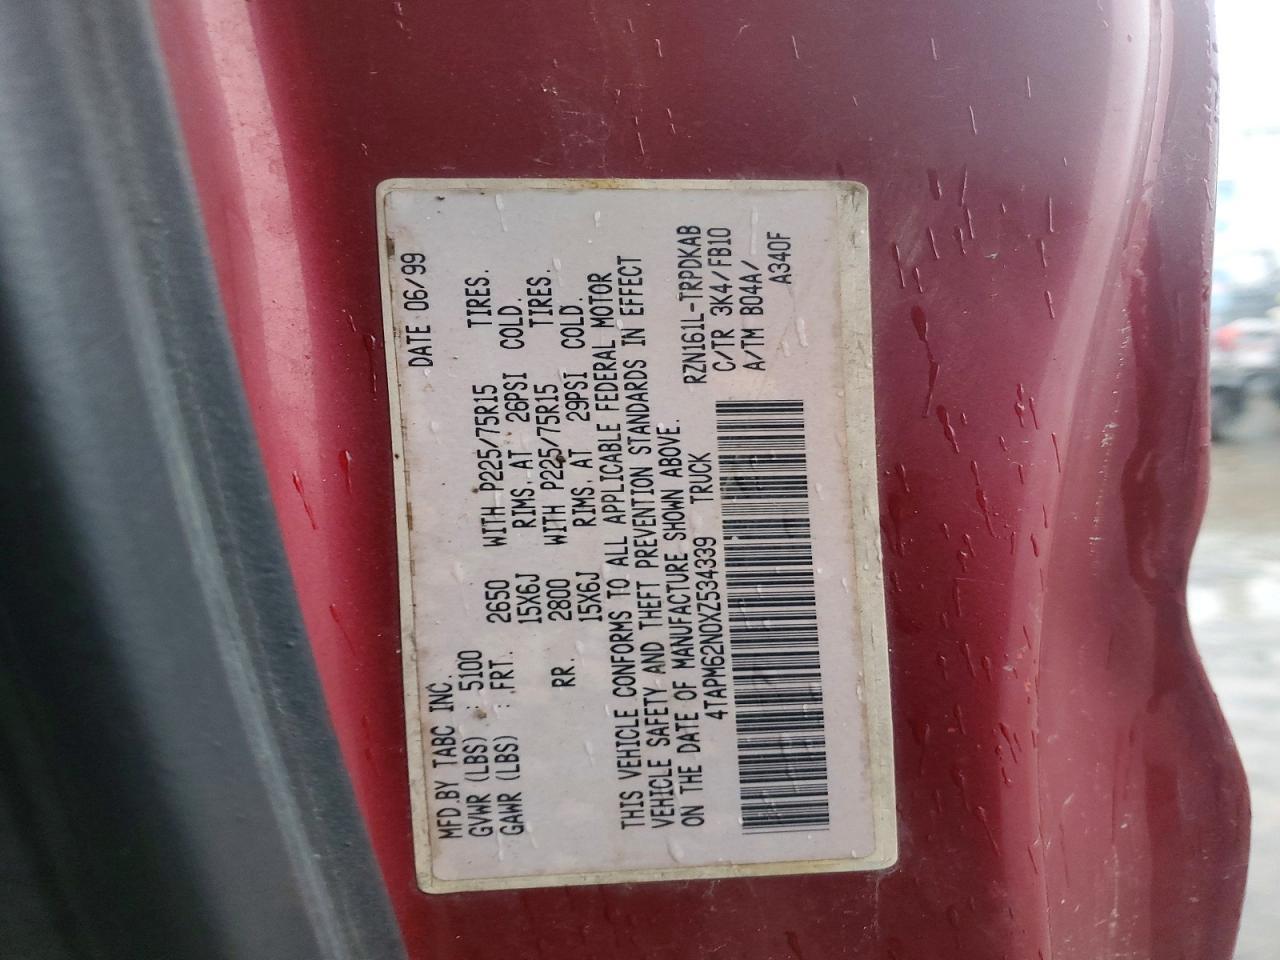 MFD.BY TABC INC. DATE 06/99
GVWR (LBS) : 5100
GAWR (LBS) : FRT. 2650 WITH P225/75R15 TIRES.
15X6J RIMS, AT 26PSI COLD.
RR. 2800 WITH P225/75R15 TIRES.
15X6J RIMS, AT 29PSI COLD.
THIS VEHICLE CONFORMS TO ALL APPLICABLE FEDERAL MOTOR
VEHICLE SAFETY AND THEFT PREVENTION STANDARDS IN EFFECT
ON THE DATE OF MANUFACTURE SHOWN ABOVE.
4TAPM62N0XZ534339 TRUCK
RZN161L-TRPDKAB
C/TR 3K4/FB10
A/TM B04A/
A340F